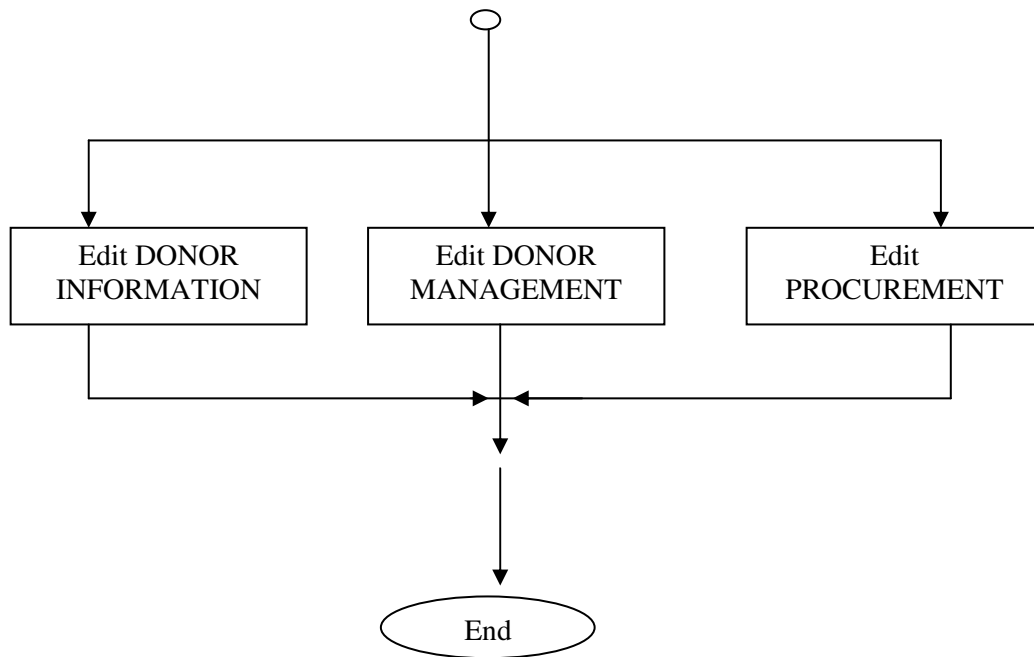 Edit DONOR
INFORMATION
Edit DONOR
MANAGEMENT
Edit
PROCUREMENT
End